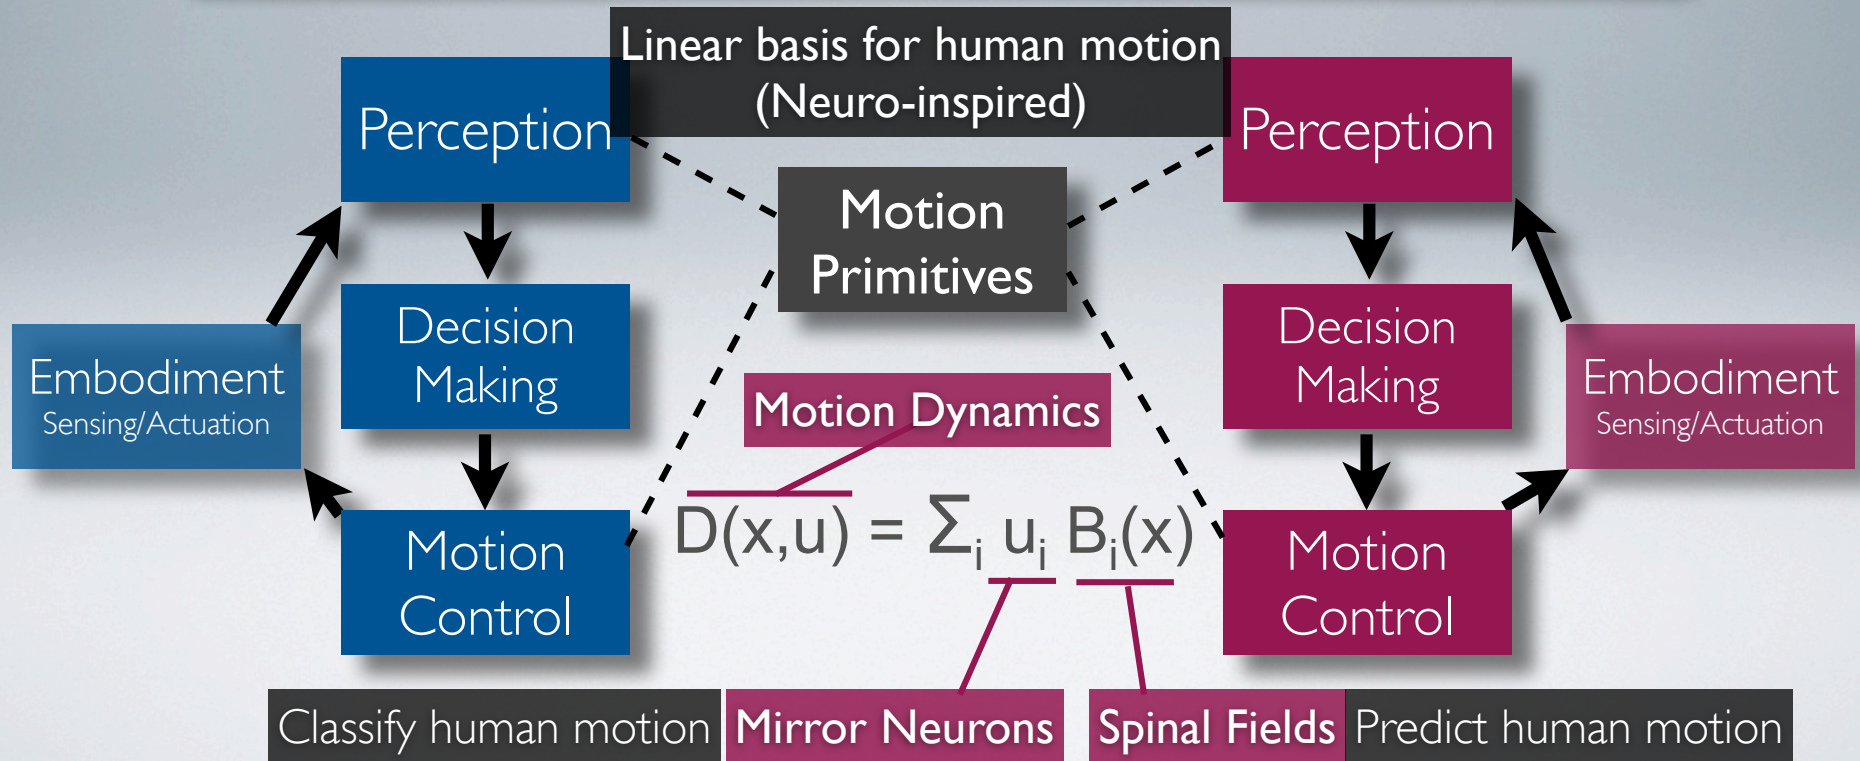 Linear basis for human motion
(Neuro-inspired)
Perception
Perception
Motion
Primitives
Decision
Making
Decision
Making
Embodiment
Sensing/Actuation
Embodiment
Sensing/Actuation
Motion Dynamics
D(x,u) = Σi ui Bi(x)
Motion
Control
Motion
Control
Classify human motion
Mirror Neurons
Spinal Fields
Predict human motion